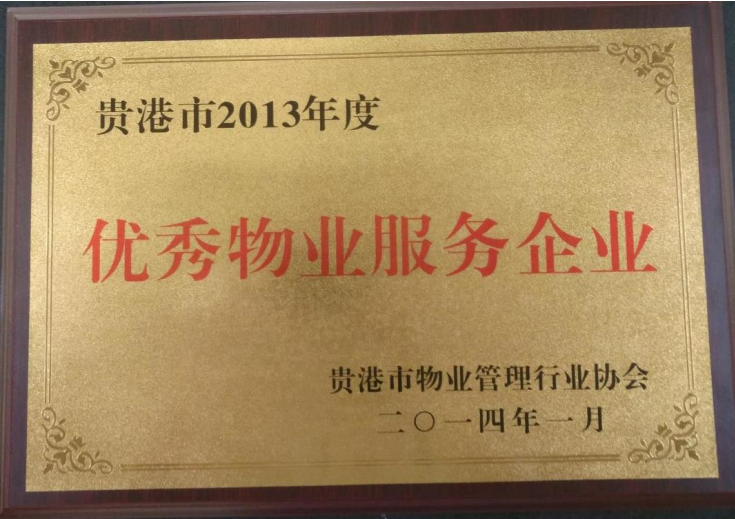 贵港市2013年度
优秀物业服务企业
贵港市物业管理行业协会
二〇一四年一月